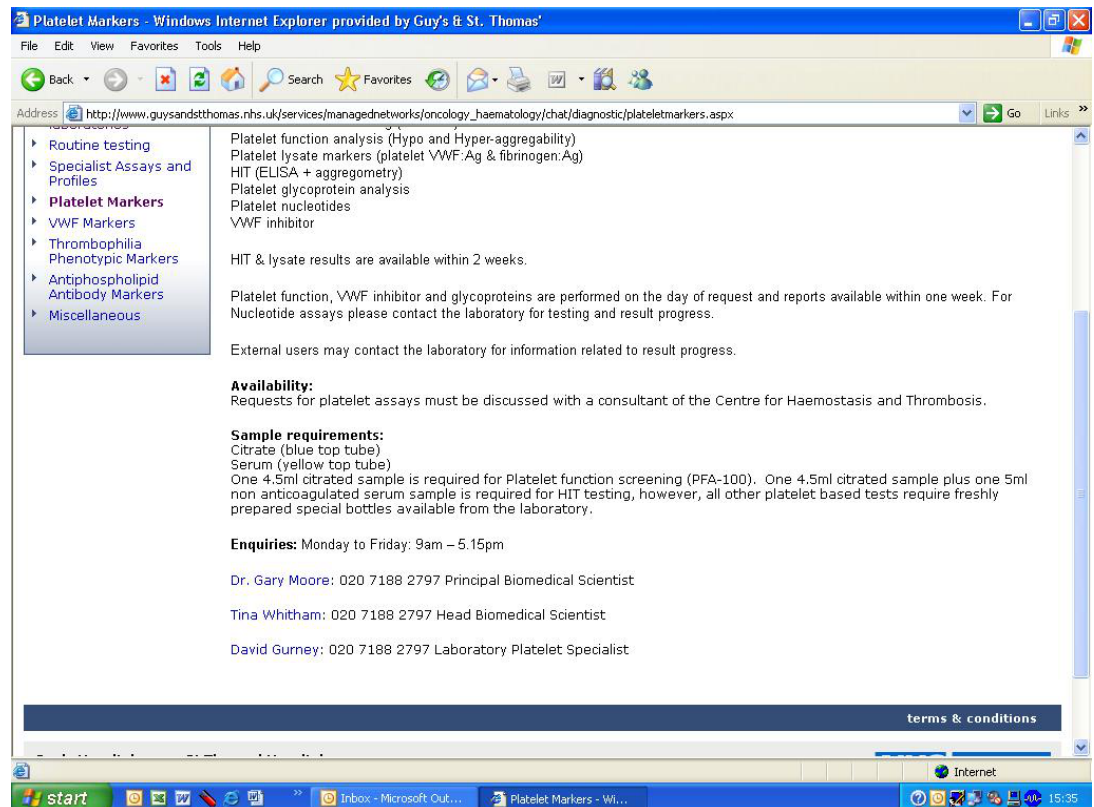 Platelet Markers - Windows Internet Explorer provided by Guy's & St. Thomas'
File Edit View Favorites Tools Help
Back Search Favorites
Address http://www.guysandstthomas.nhs.uk/services/managednetworks/oncology_haematology/chat/diagnostic/plateletmarkers.aspx Go Links »
laboratories
Routine testing
Specialist Assays and
Profiles
Platelet Markers
VWF Markers
Thrombophilia
Phenotypic Markers
Antiphospholipid
Antibody Markers
Miscellaneous
Platelet function analysis (Hypo and Hyper-aggregability)
Platelet lysate markers (platelet VWF:Ag & fibrinogen:Ag)
HIT (ELISA + aggregometry)
Platelet glycoprotein analysis
Platelet nucleotides
VWF inhibitor
HIT & lysate results are available within 2 weeks.
Platelet function, VWF inhibitor and glycoproteins are performed on the day of request and reports available within one week. For
Nucleotide assays please contact the laboratory for testing and result progress.
External users may contact the laboratory for information related to result progress.
Availability:
Requests for platelet assays must be discussed with a consultant of the Centre for Haemostasis and Thrombosis.
Sample requirements:
Citrate (blue top tube)
Serum (yellow top tube)
One 4.5ml citrated sample is required for Platelet function screening (PFA-100). One 4.5ml citrated sample plus one 5ml
non anticoagulated serum sample is required for HIT testing, however, all other platelet based tests require freshly
prepared special bottles available from the laboratory.
Enquiries: Monday to Friday: 9am – 5.15pm
Dr. Gary Moore: 020 7188 2797 Principal Biomedical Scientist
Tina Whitham: 020 7188 2797 Head Biomedical Scientist
David Gurney: 020 7188 2797 Laboratory Platelet Specialist
terms & conditions
Internet
start » Inbox - Microsoft Out... Platelet Markers - Wi... 15:35